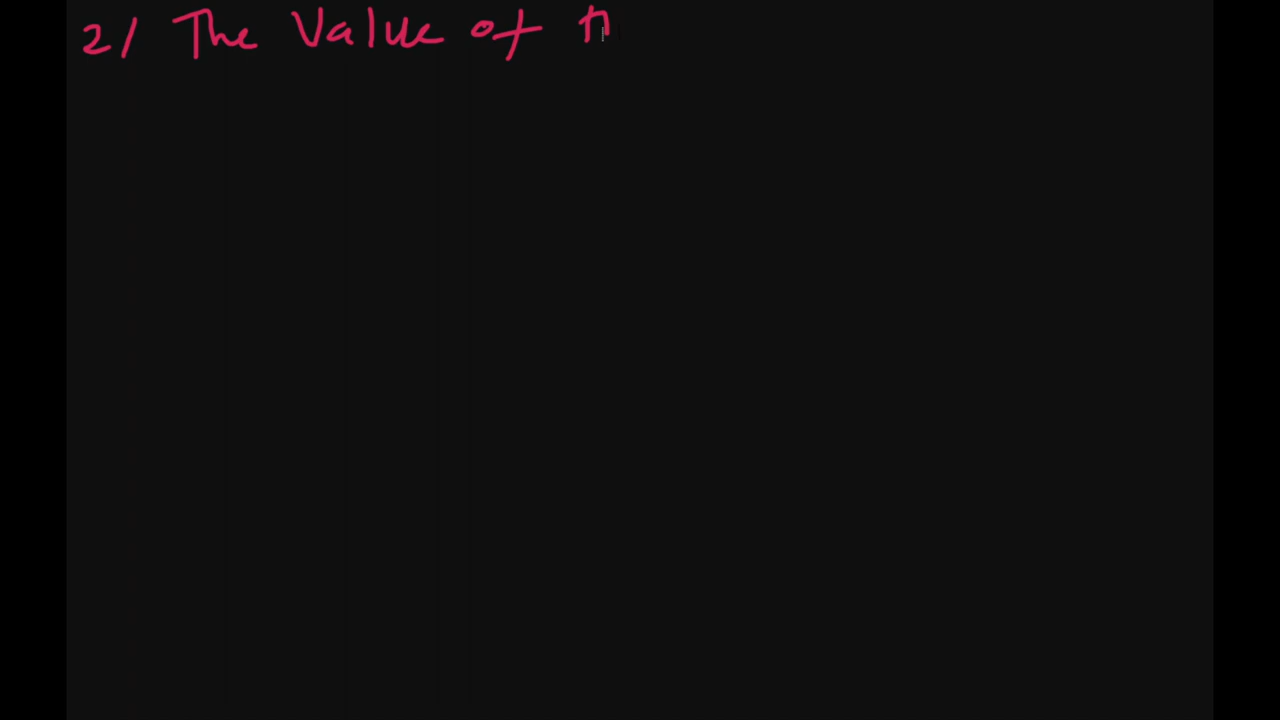 2/ The Value of